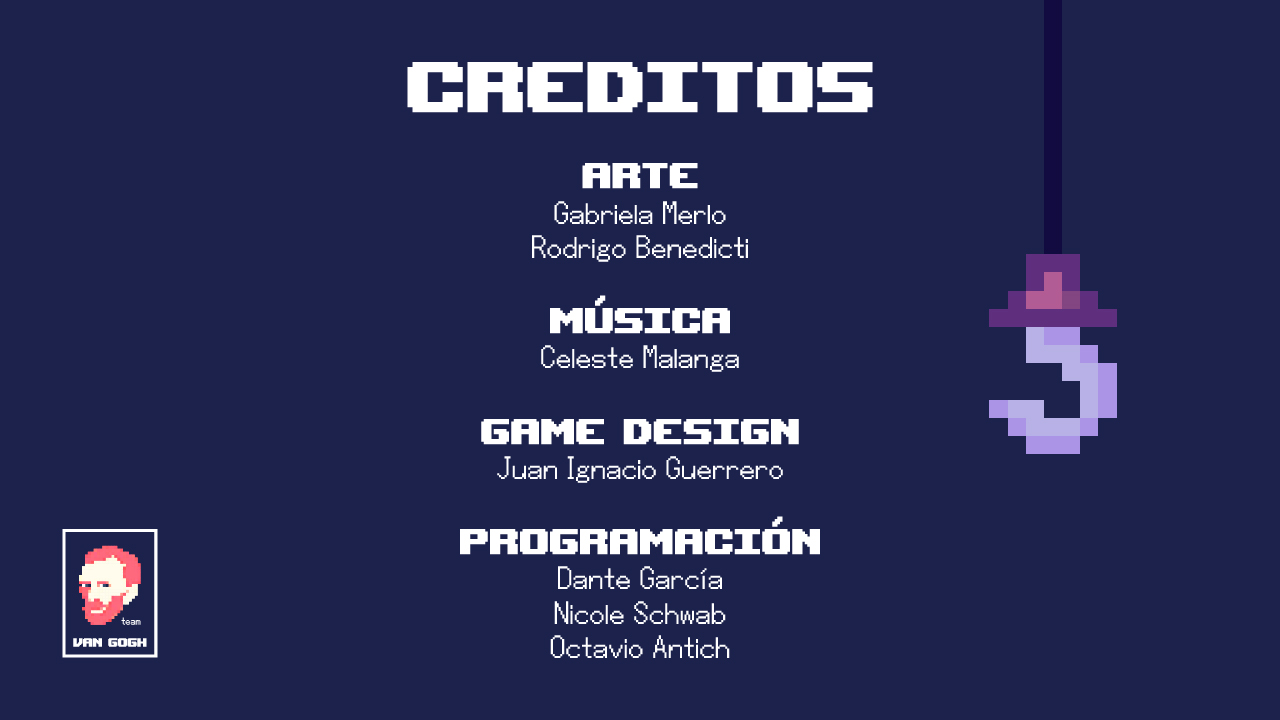 CREDITOS
ARTE
Gabriela Merlo
Rodrigo Benedicti
MÚSICA
Celeste Malanga
GAME DESIGN
Juan Ignacio Guerrero
PROGRAMACIÓN
Dante García
Nicole Schwab
Octavio Antich
team
VAN GOGH